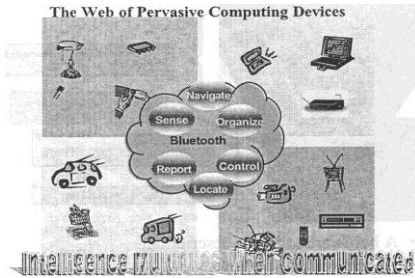 The Web of Pervasive Computing Devices
Navigate
Sense
Organize
Bluetooth
Report
Control
Locate
Intelligence Multiplies when Communicated